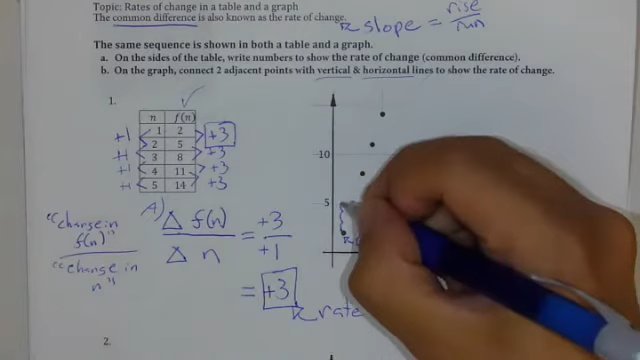 Topic: Rates of change in a table and a graph
The common difference is also known as the rate of change.
slope = rise/run
The same sequence is shown in both a table and a graph.
a. On the sides of the table, write numbers to show the rate of change (common difference).
b. On the graph, connect 2 adjacent points with vertical & horizontal lines to show the rate of change.
1.
n f(n)
+1 1 2 +3
+1 2 5 +3
+1 3 8 +3
+1 4 11 +3
5 14
10
5
A) Δ f(n) / Δ n = +3 / +1
= +3
rate
"change in
f(n)"
"change in
n"
2.